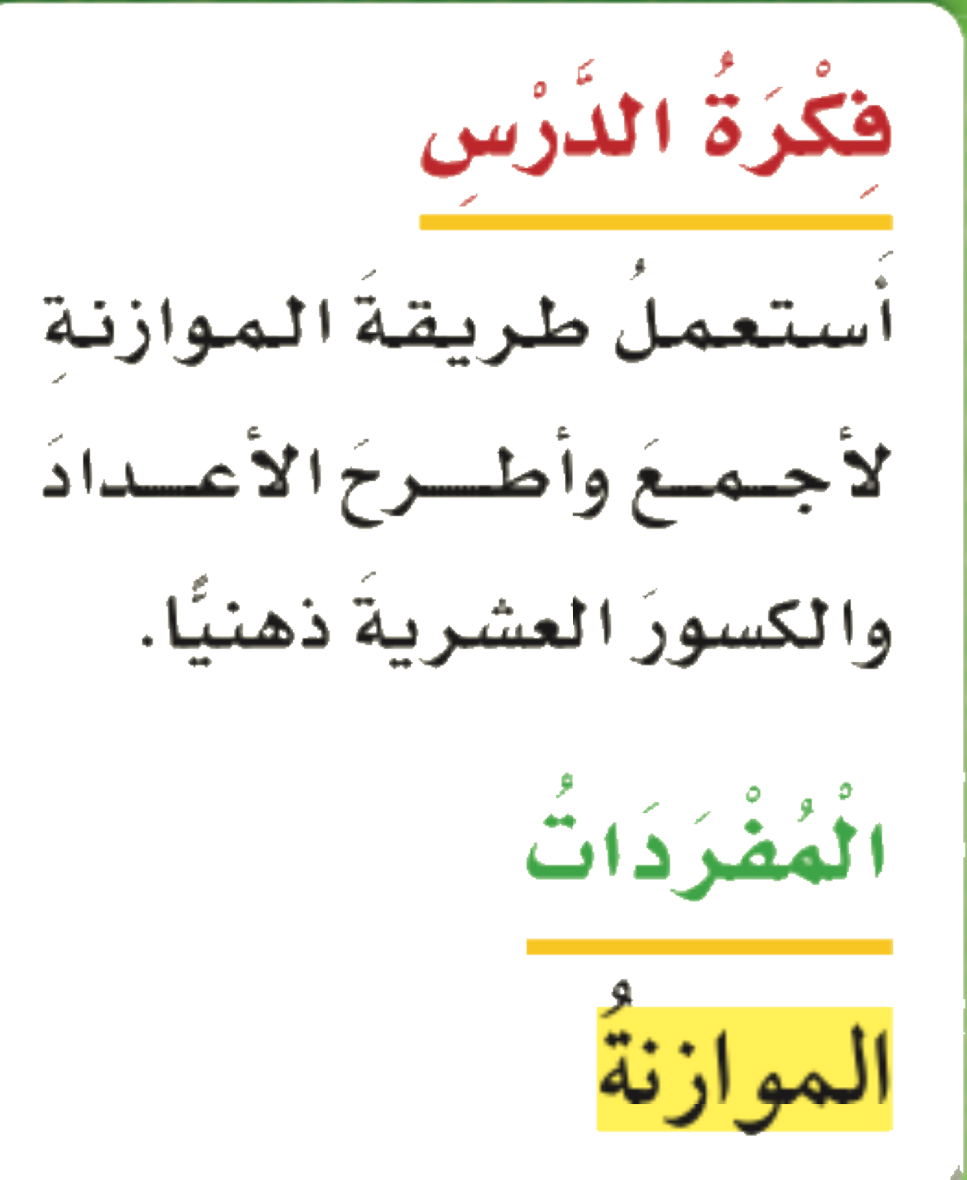 فِكْرَةُ الدَّرْسِ
أَستعملُ طريقةَ الموازنةِ
لأجمعَ وأطرحَ الأعدادَ
والكسورَ العشريةَ ذهنيًّا.
الْمُفْرَدَاتُ
الموازنةُ